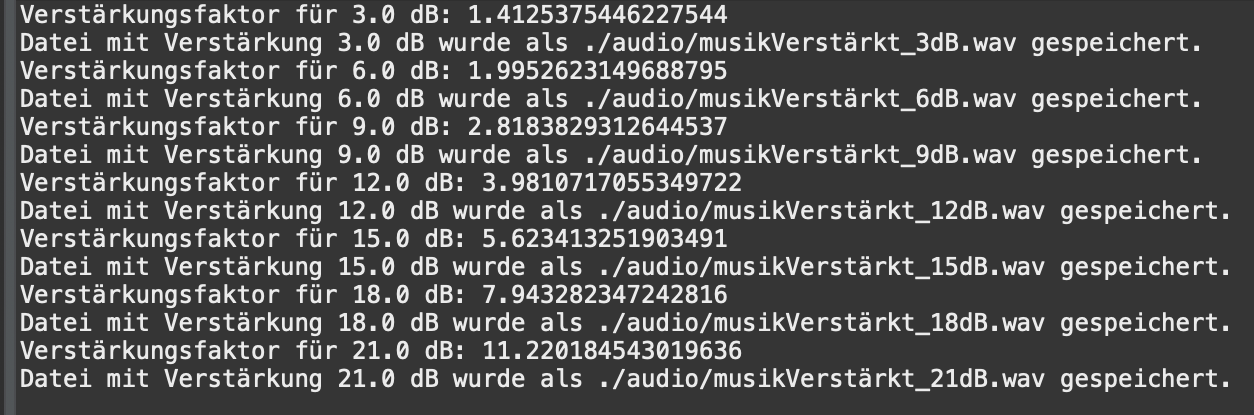 Verstärkungsfaktor für 3.0 dB: 1.4125375446227544
Datei mit Verstärkung 3.0 dB wurde als ./audio/musikVerstärkt_3dB.wav gespeichert.
Verstärkungsfaktor für 6.0 dB: 1.9952623149688795
Datei mit Verstärkung 6.0 dB wurde als ./audio/musikVerstärkt_6dB.wav gespeichert.
Verstärkungsfaktor für 9.0 dB: 2.8183829312644537
Datei mit Verstärkung 9.0 dB wurde als ./audio/musikVerstärkt_9dB.wav gespeichert.
Verstärkungsfaktor für 12.0 dB: 3.9810717055349722
Datei mit Verstärkung 12.0 dB wurde als ./audio/musikVerstärkt_12dB.wav gespeichert.
Verstärkungsfaktor für 15.0 dB: 5.623413251903491
Datei mit Verstärkung 15.0 dB wurde als ./audio/musikVerstärkt_15dB.wav gespeichert.
Verstärkungsfaktor für 18.0 dB: 7.943282347242816
Datei mit Verstärkung 18.0 dB wurde als ./audio/musikVerstärkt_18dB.wav gespeichert.
Verstärkungsfaktor für 21.0 dB: 11.220184543019636
Datei mit Verstärkung 21.0 dB wurde als ./audio/musikVerstärkt_21dB.wav gespeichert.